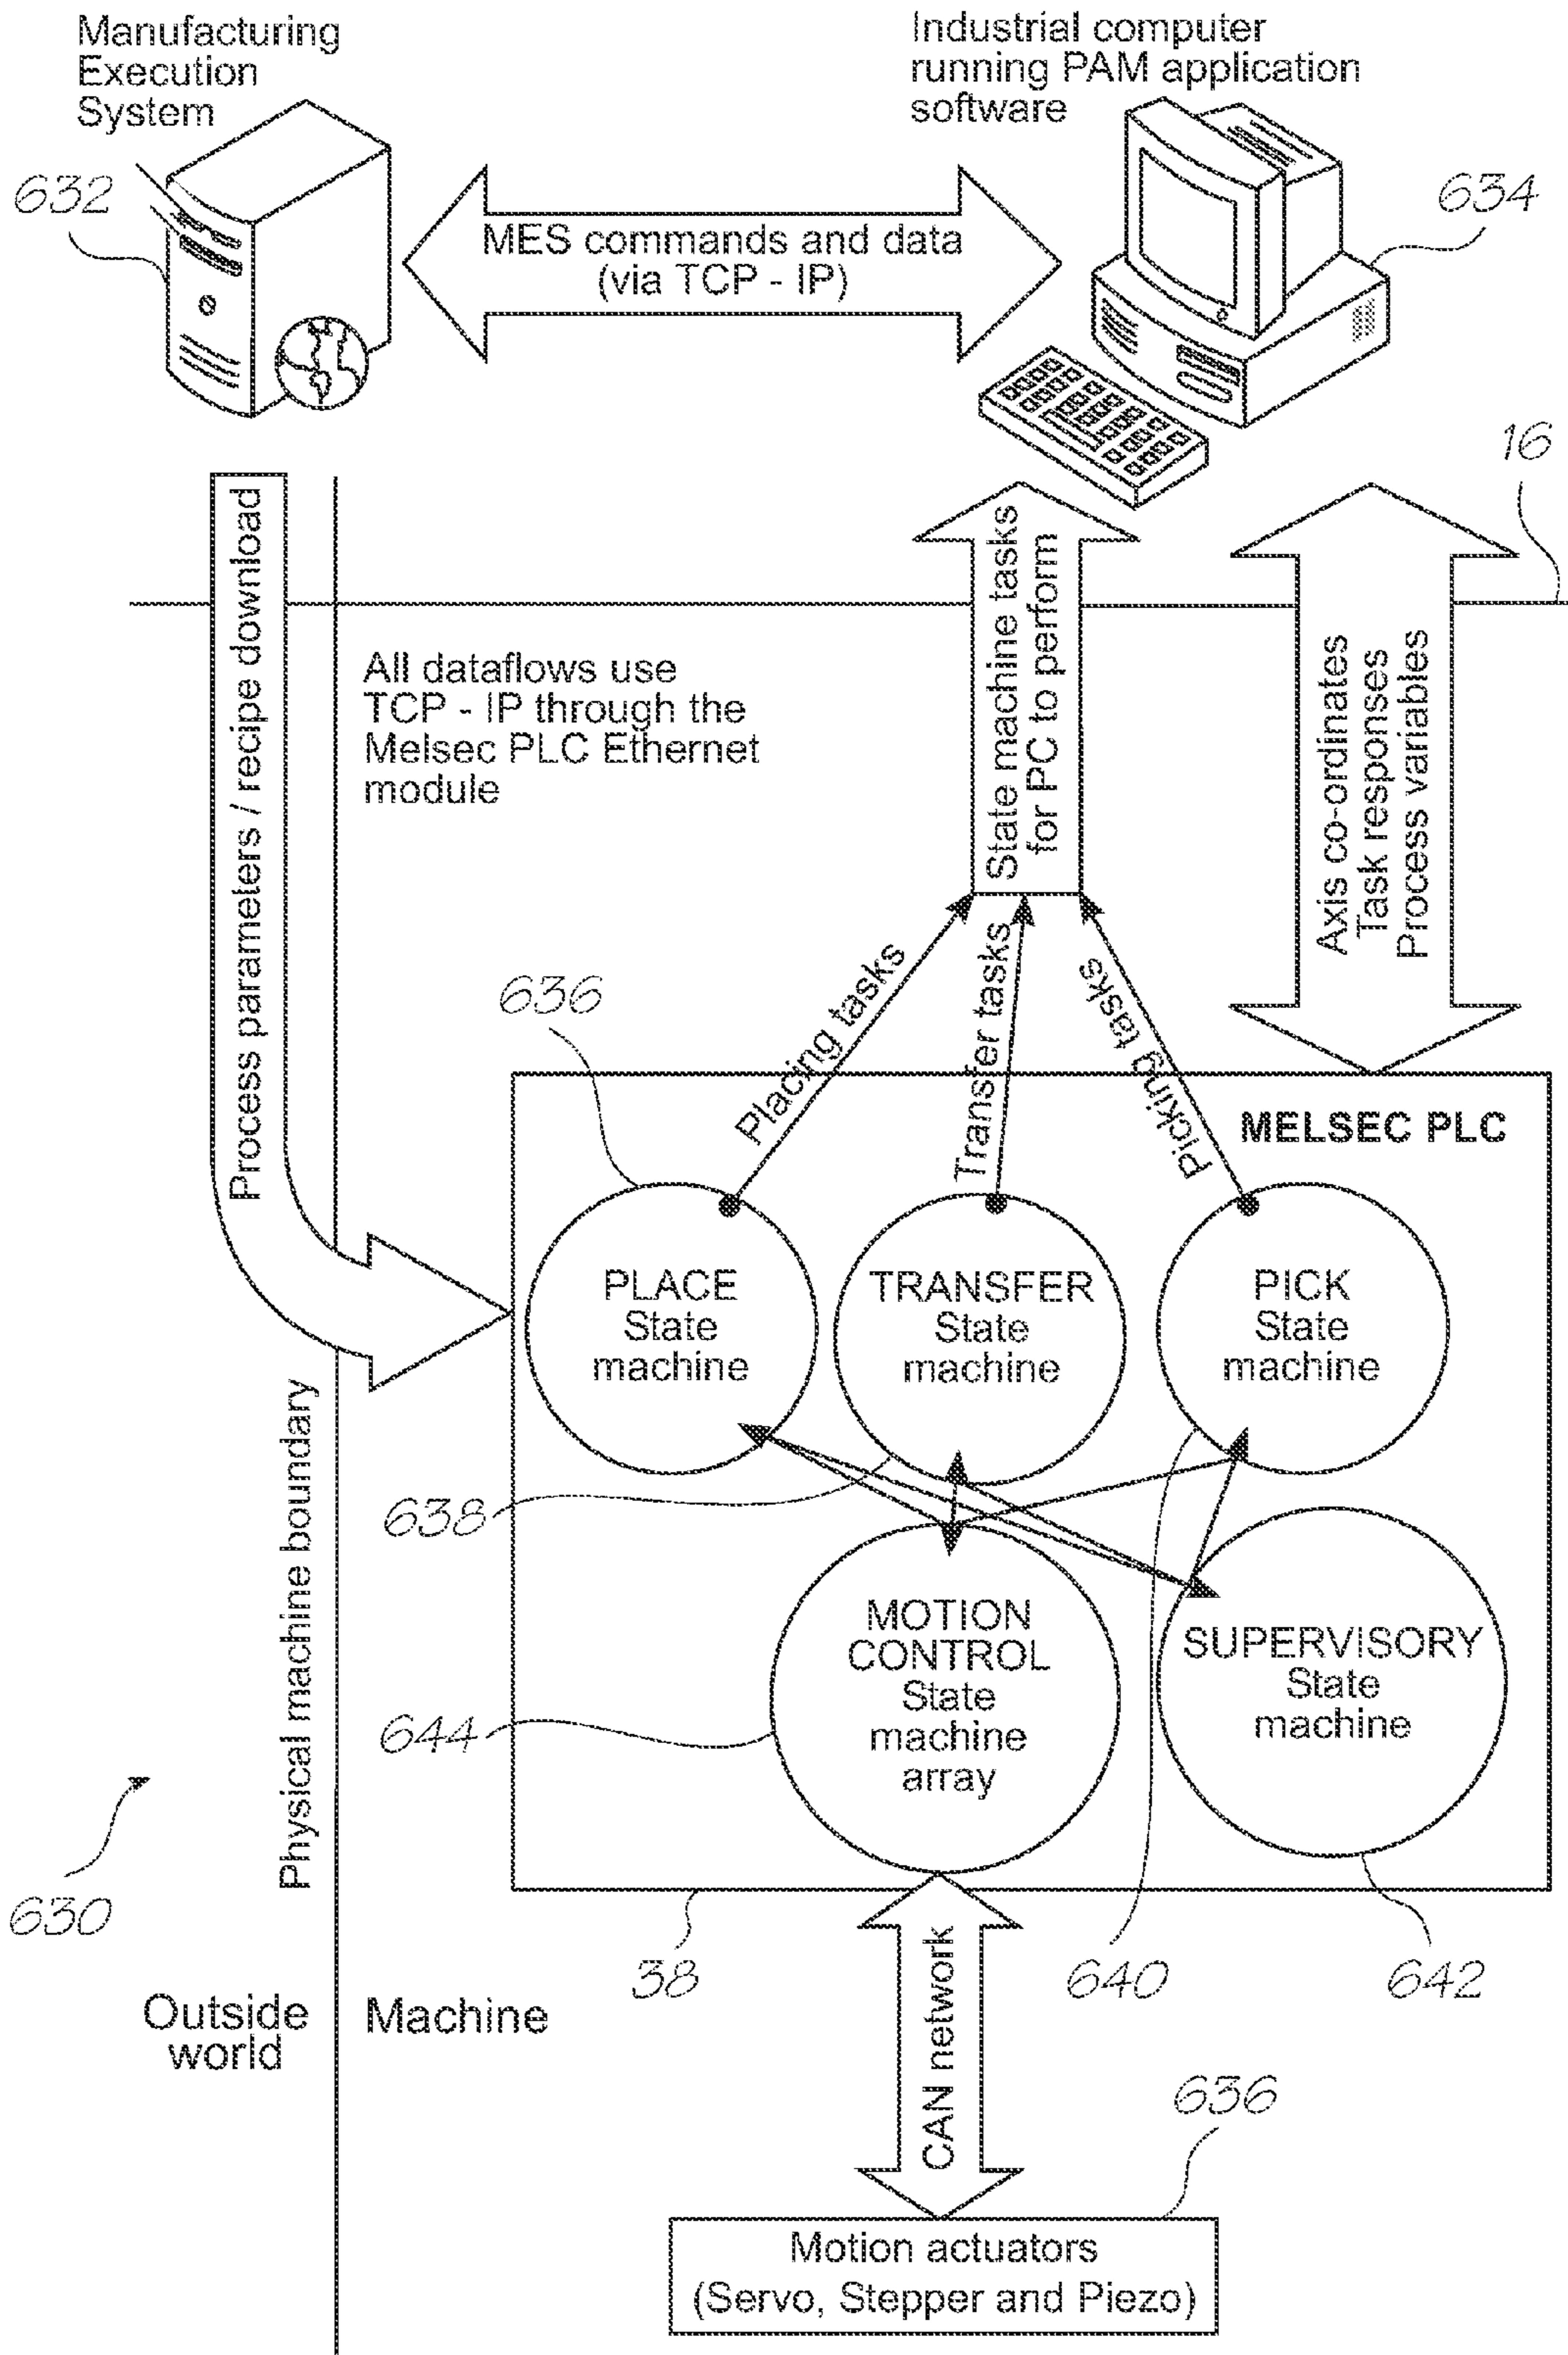 Manufacturing
Execution
System
Industrial computer
running PAM application
software
632
634
MES commands and data
(via TCP - IP)
16
Process parameters / recipe download
All dataflows use
TCP - IP through the
Melsec PLC Ethernet
module
State machine tasks
for PC to perform
Axis co-ordinates
Task responses
Process variables
636
Placing tasks
Transfer tasks
Picking tasks
MELSEC PLC
PLACE
State
machine
TRANSFER
State
machine
PICK
State
machine
638
Physical machine boundary
MOTION
CONTROL
State
machine
array
SUPERVISORY
State
machine
644
630
38
640
642
Outside
world
Machine
CAN network
636
Motion actuators
(Servo, Stepper and Piezo)